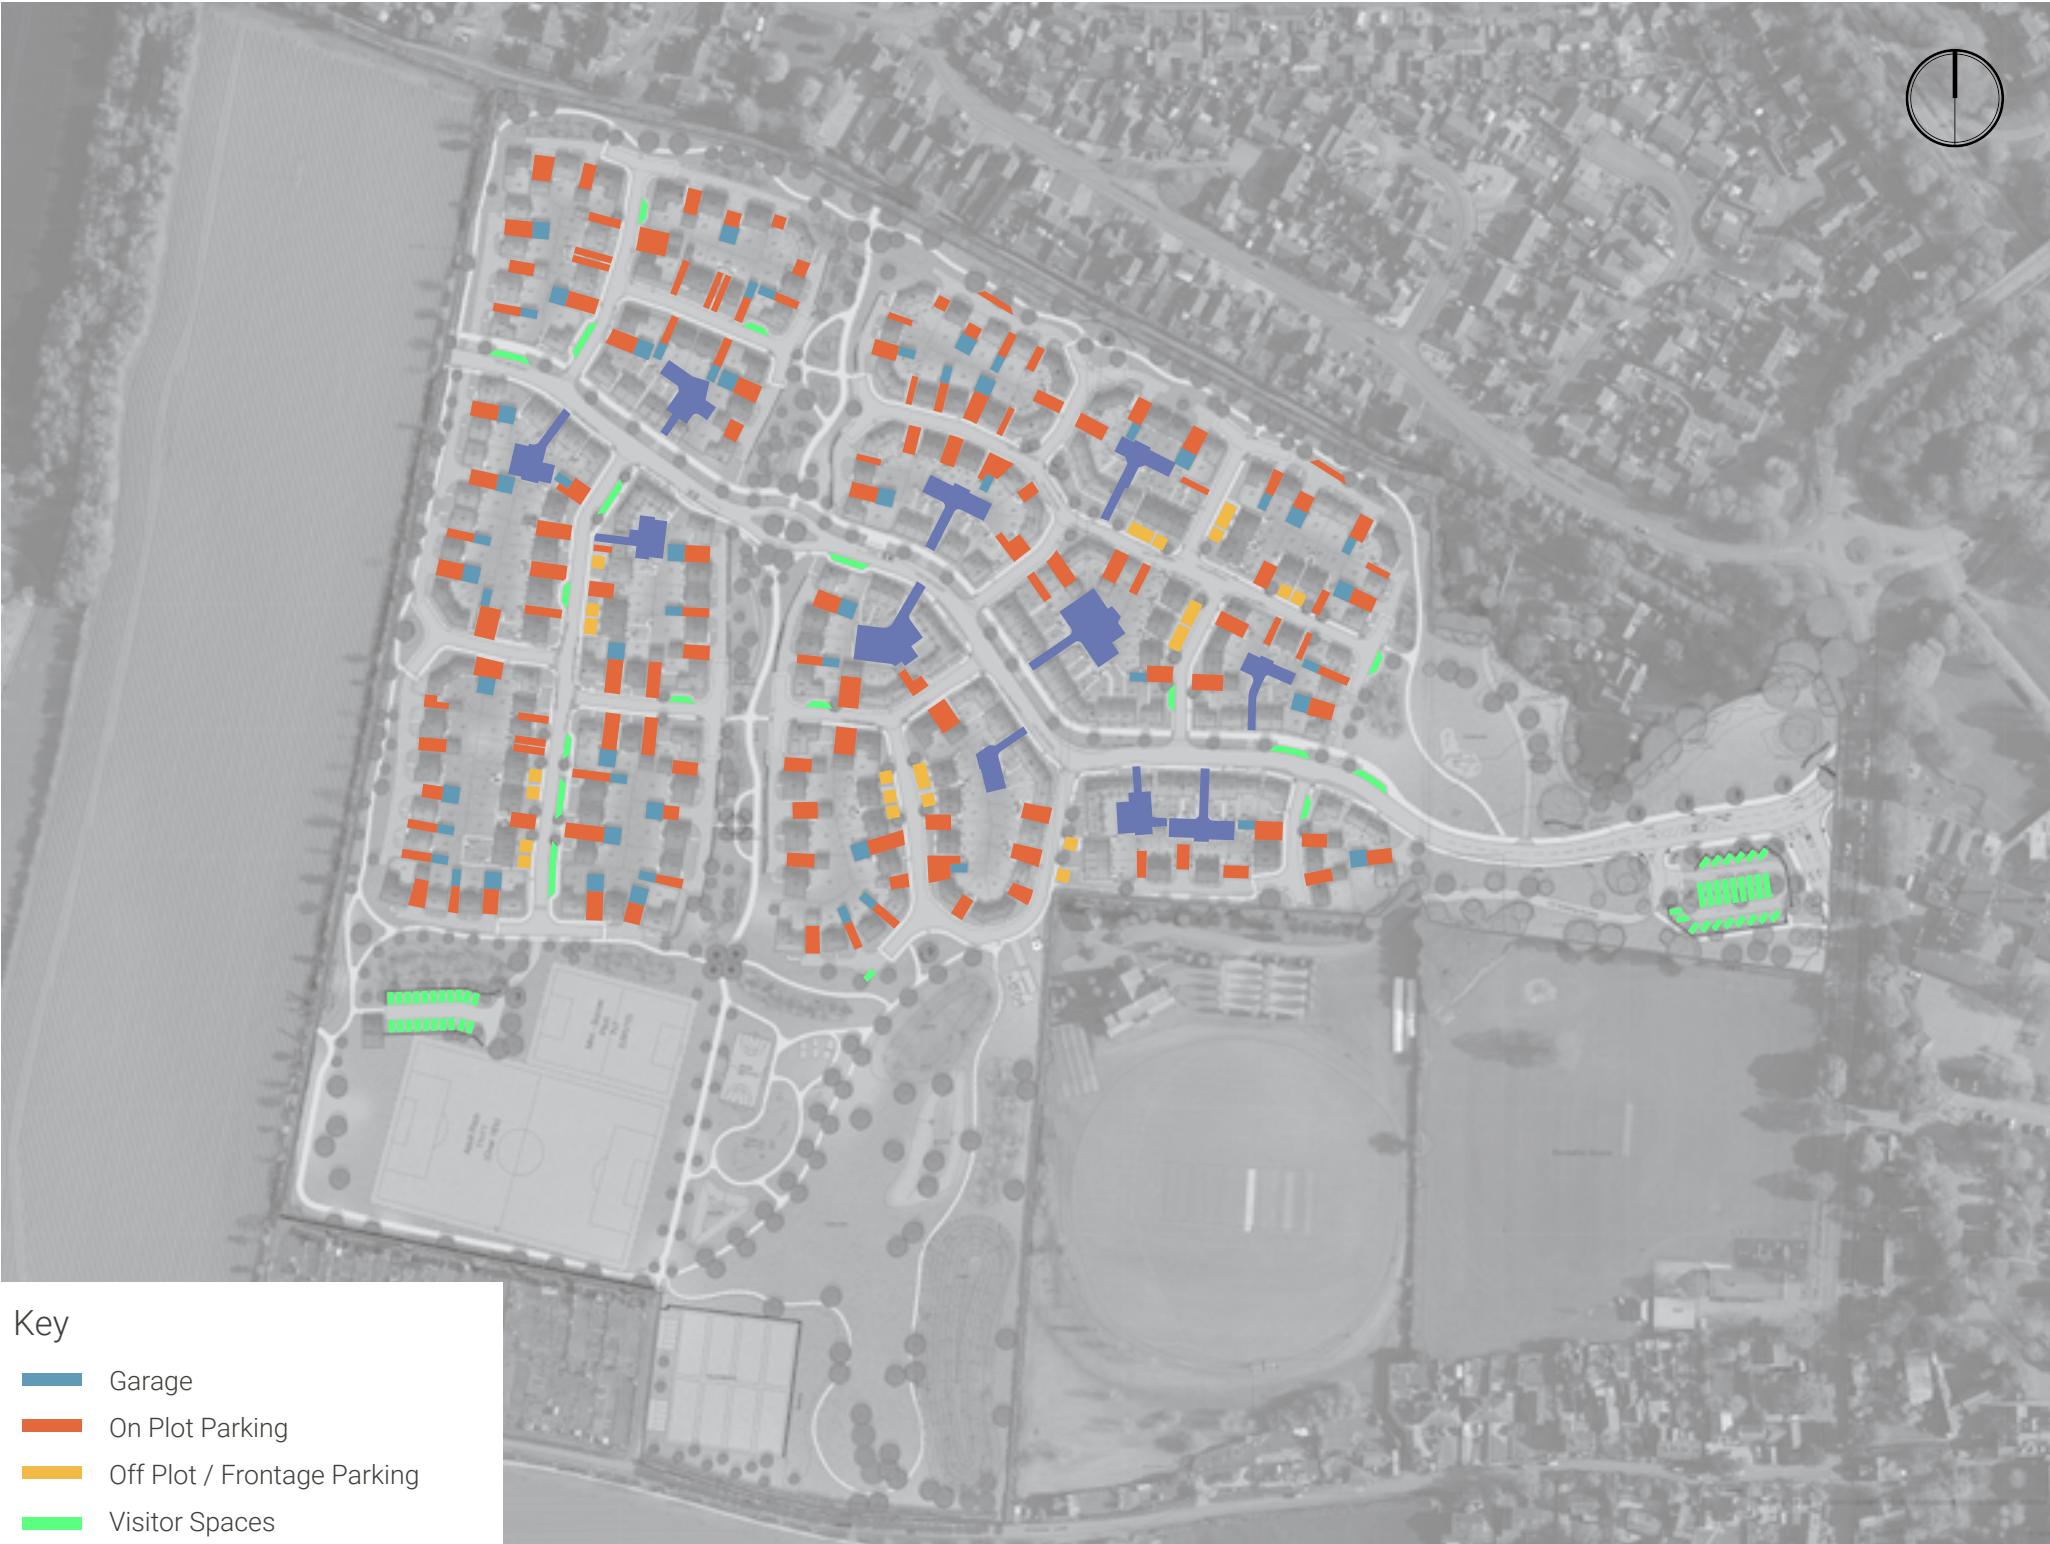 Key
Garage
On Plot Parking
Off Plot / Frontage Parking
Visitor Spaces